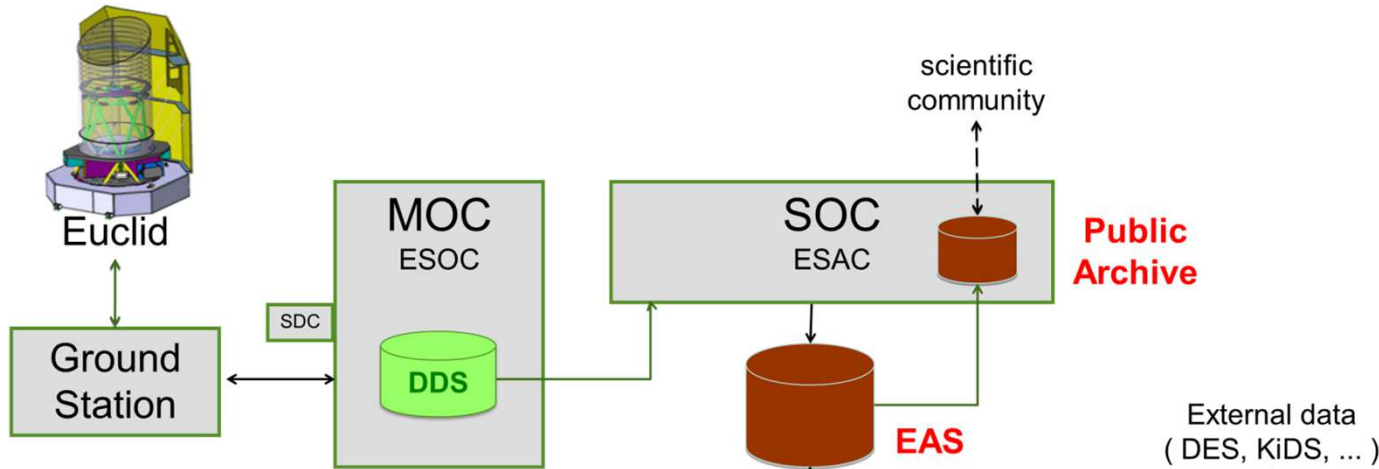 scientific
community
Euclid
MOC
ESOC
SOC
ESAC
Public
Archive
SDC
Ground
Station
DDS
EAS
External data
( DES, KiDS, ... )